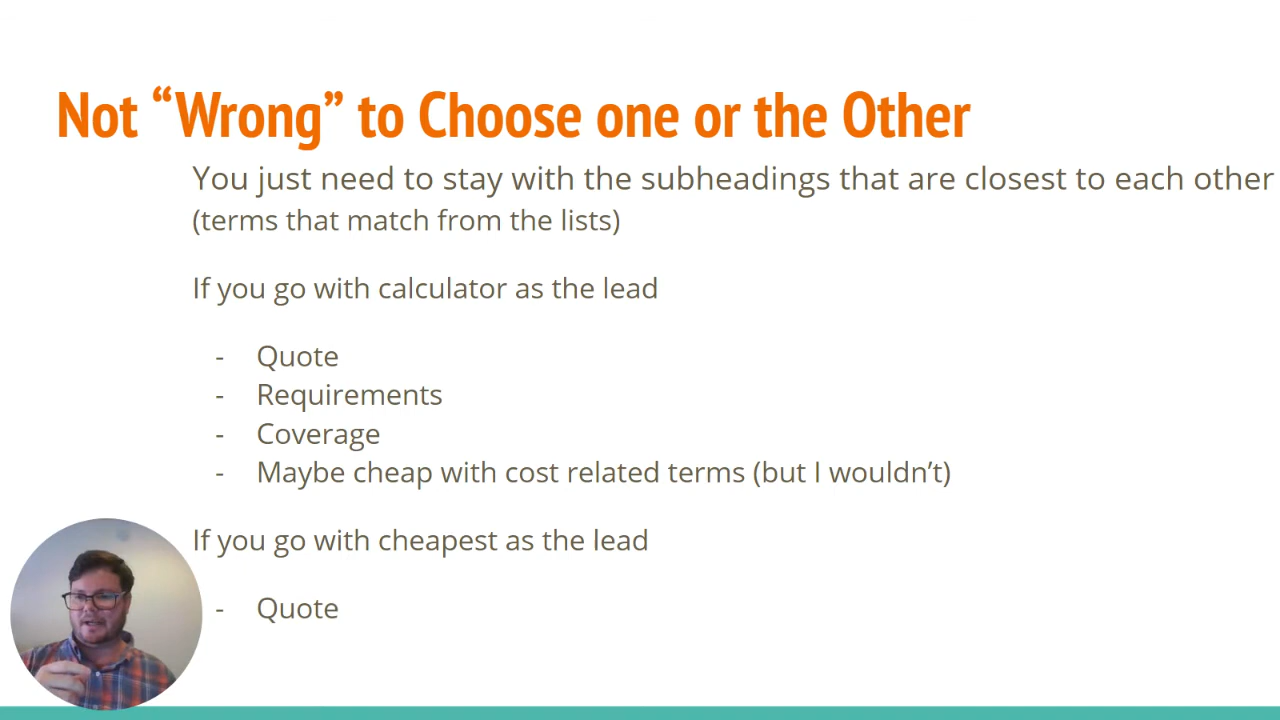 Not “Wrong” to Choose one or the Other
You just need to stay with the subheadings that are closest to each other
(terms that match from the lists)
If you go with calculator as the lead
- Quote
- Requirements
- Coverage
- Maybe cheap with cost related terms (but I wouldn’t)
If you go with cheapest as the lead
- Quote